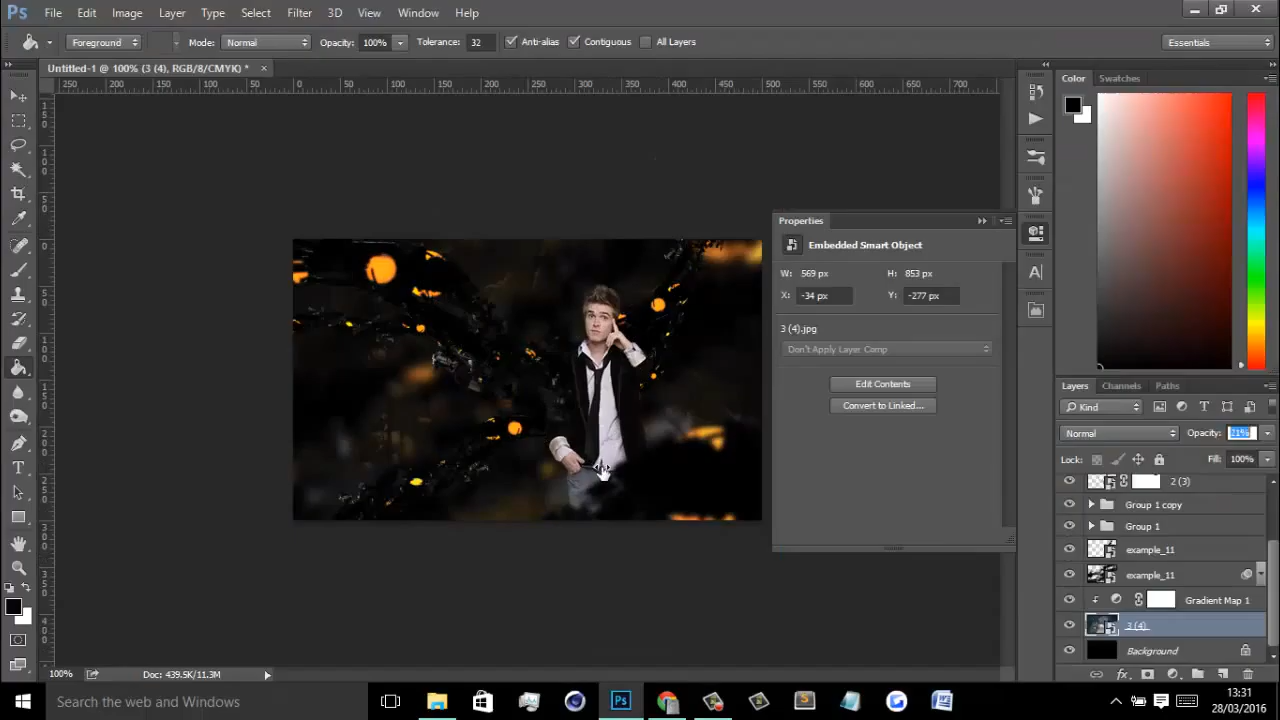 Ps File Edit Image Layer Type Select Filter 3D View Window Help
Foreground Mode: Normal Opacity: 100% Tolerance: 32 Anti-alias Contiguous All Layers Essentials
Untitled-1 @ 100% (3 (4), RGB/8/CMYK) * ×
250 200 150 100 50 0 50 100 150 200 250 300 350 400 450 500 550 600 650 700
Color Swatches
Properties
Embedded Smart Object
W: 569 px H: 853 px
X: -34 px Y: -277 px
3 (4).jpg
Don't Apply Layer Comp
Edit Contents
Convert to Linked...
Layers Channels Paths
Kind
Normal Opacity: 21%
Lock: Fill: 100%
2 (3)
Group 1 copy
Group 1
example_11
example_11
Gradient Map 1
3 (4)
Background
100% Doc: 439.5K/11.3M
Search the web and Windows
13:31
28/03/2016